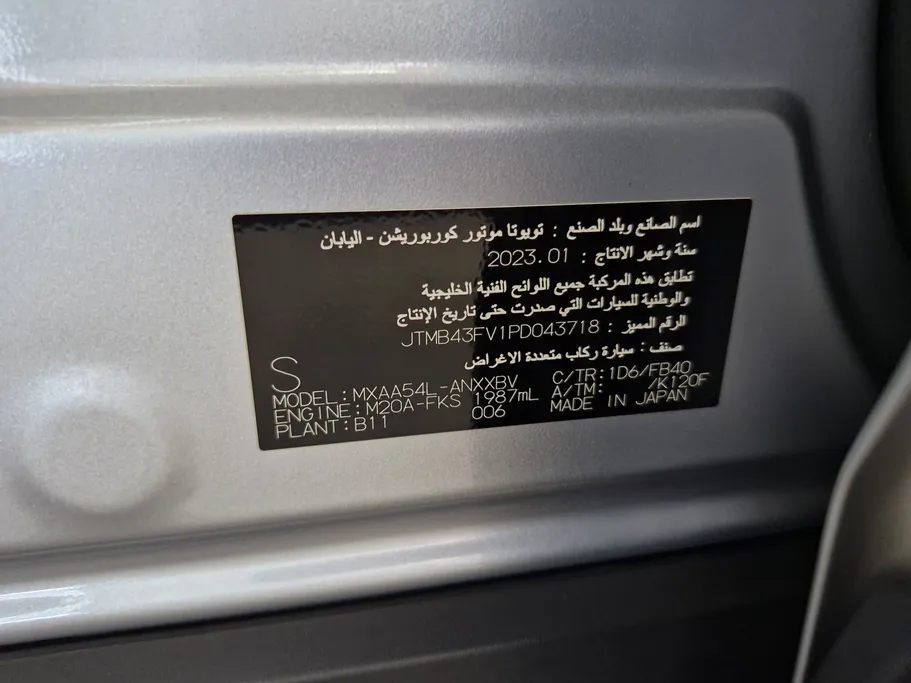 اسم الصانع وبلد الصنع : تويوتا موتور كوربوريشن - اليابان
سنة وشهر الانتاج : 2023.01
تطابق هذه المركبة جميع اللوائح الفنية الخليجية
والوطنية للسيارات التي صدرت حتى تاريخ الإنتاج
الرقم المميز : JTMB43FV1PD043718
صنف : سيارة ركاب متعددة الاغراض
S
MODEL:MXAA54L-ANXXBV C/TR:1D6/FB40
ENGINE:M20A-FKS 1987mL A/TM: /K120F
PLANT:B11 006 MADE IN JAPAN